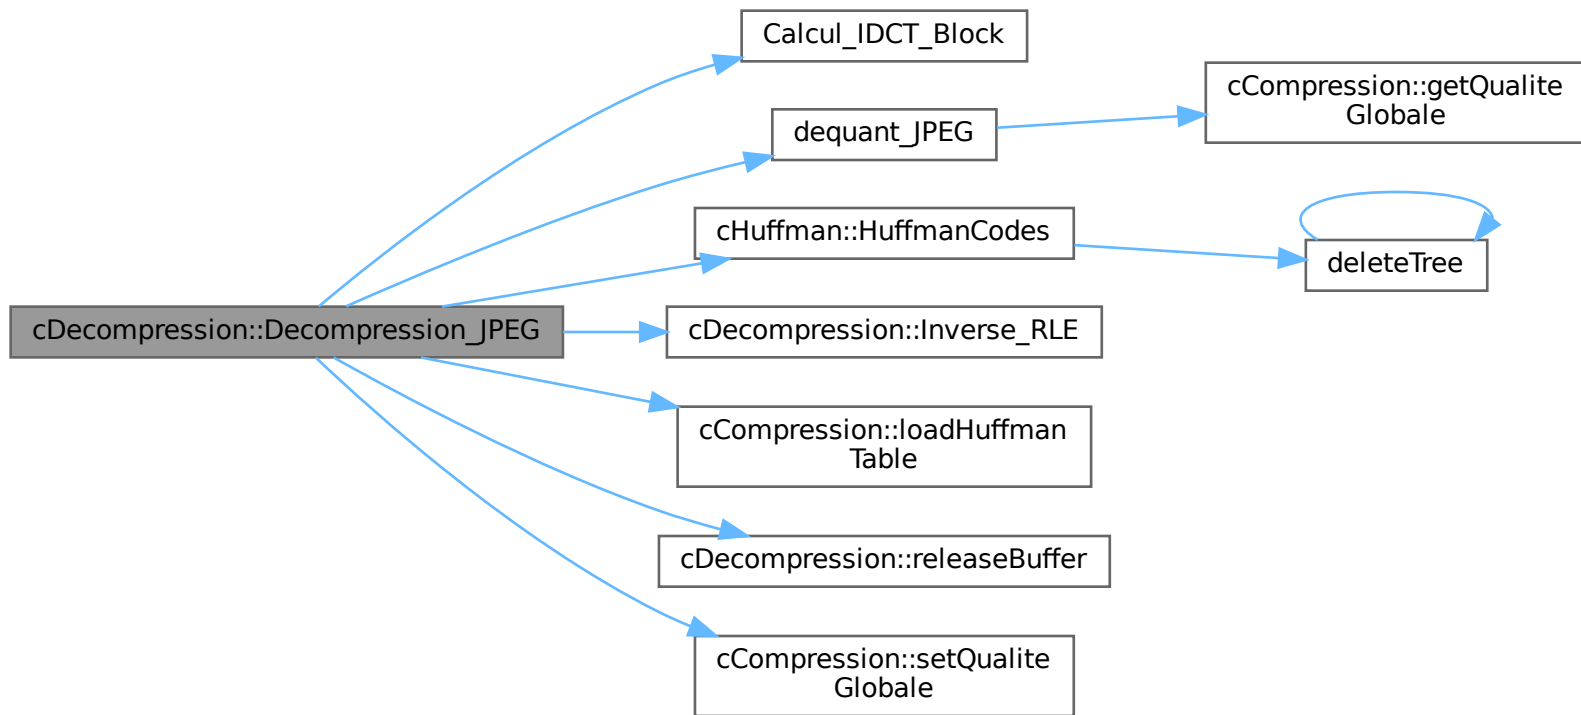 Calcul_IDCT_Block
cCompression::getQualite
Globale
dequant_JPEG
cHuffman::HuffmanCodes
deleteTree
cDecompression::Decompression_JPEG
cDecompression::Inverse_RLE
cCompression::loadHuffman
Table
cDecompression::releaseBuffer
cCompression::setQualite
Globale